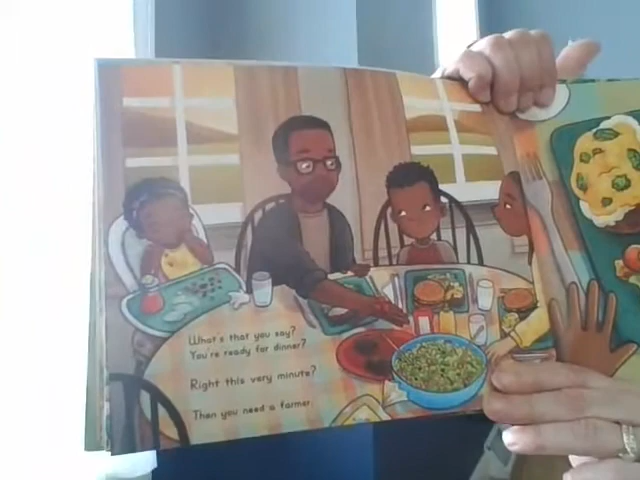 What's that you say?
You're ready for dinner?
Right this very minute?
Then you need a farmer.